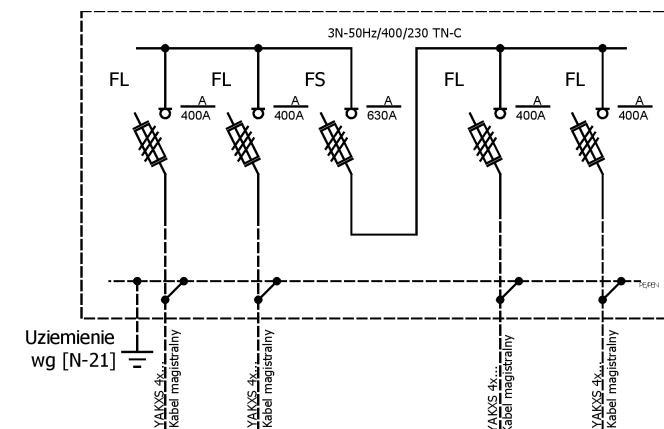 3N-50Hz/400/230 TN-C
FL
FL
FS
FL
FL
A
400A
A
400A
A
630A
A
400A
A
400A
PE/PEN
Uziemienie
wg [N-21]
YAKXS 4x...
Kabel magistralny
YAKXS 4x...
Kabel magistralny
YAKXS 4x...
Kabel magistralny
YAKXS 4x...
Kabel magistralny